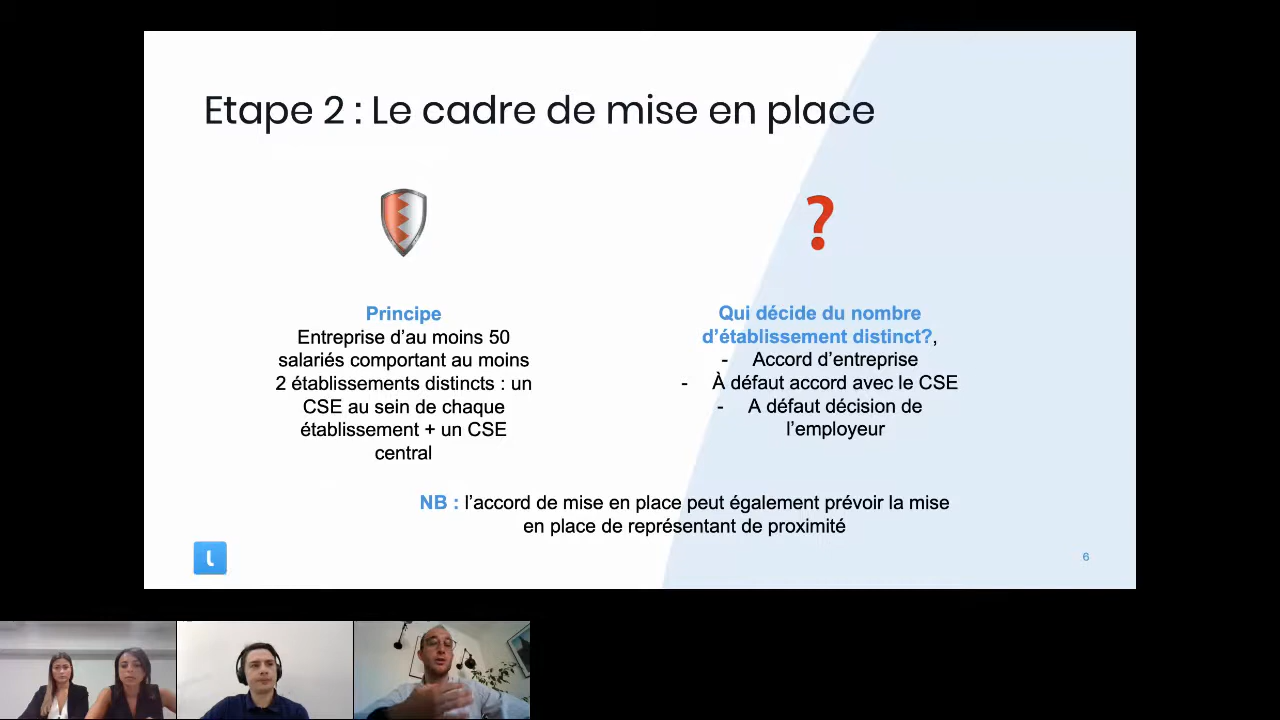 Etape 2 : Le cadre de mise en place
?
Principe
Entreprise d'au moins 50
salariés comportant au moins
2 établissements distincts : un
CSE au sein de chaque
établissement + un CSE
central
Qui décide du nombre
d'établissement distinct?,
- Accord d'entreprise
- À défaut accord avec le CSE
- A défaut décision de
l'employeur
NB : l'accord de mise en place peut également prévoir la mise
en place de représentant de proximité
l
6